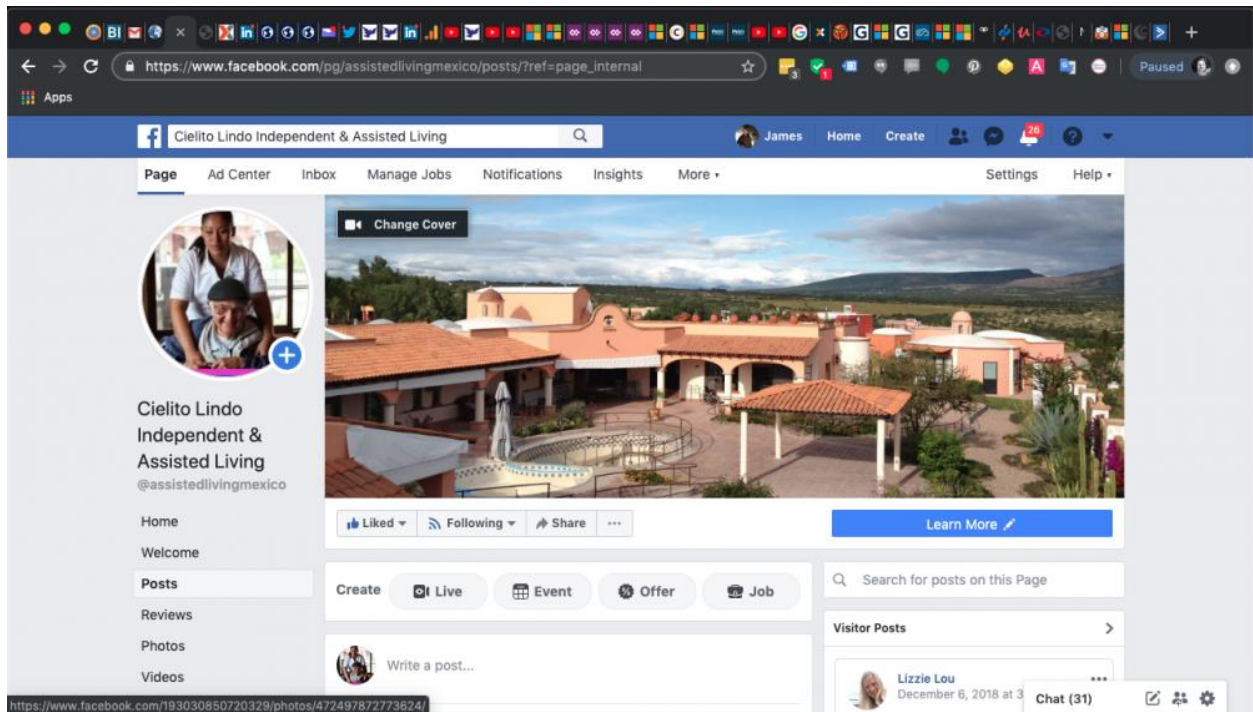 BI
https://www.facebook.com/pg/assistedlivingmexico/posts/?ref=page_internal
3
1
A
Paused
Apps
Cielito Lindo Independent & Assisted Living
James Home Create 26
Page Ad Center Inbox Manage Jobs Notifications Insights More Settings Help
Change Cover
Cielito Lindo
Independent &
Assisted Living
@assistedlivingmexico
Home
Welcome
Posts
Reviews
Photos
Videos
Liked Following Share ...
Learn More
Create Live Event Offer Job
Write a post...
Search for posts on this Page
Visitor Posts
Lizzie Lou
December 6, 2018 at 3
Chat (31)
https://www.facebook.com/193030850720329/photos/472497872773624/